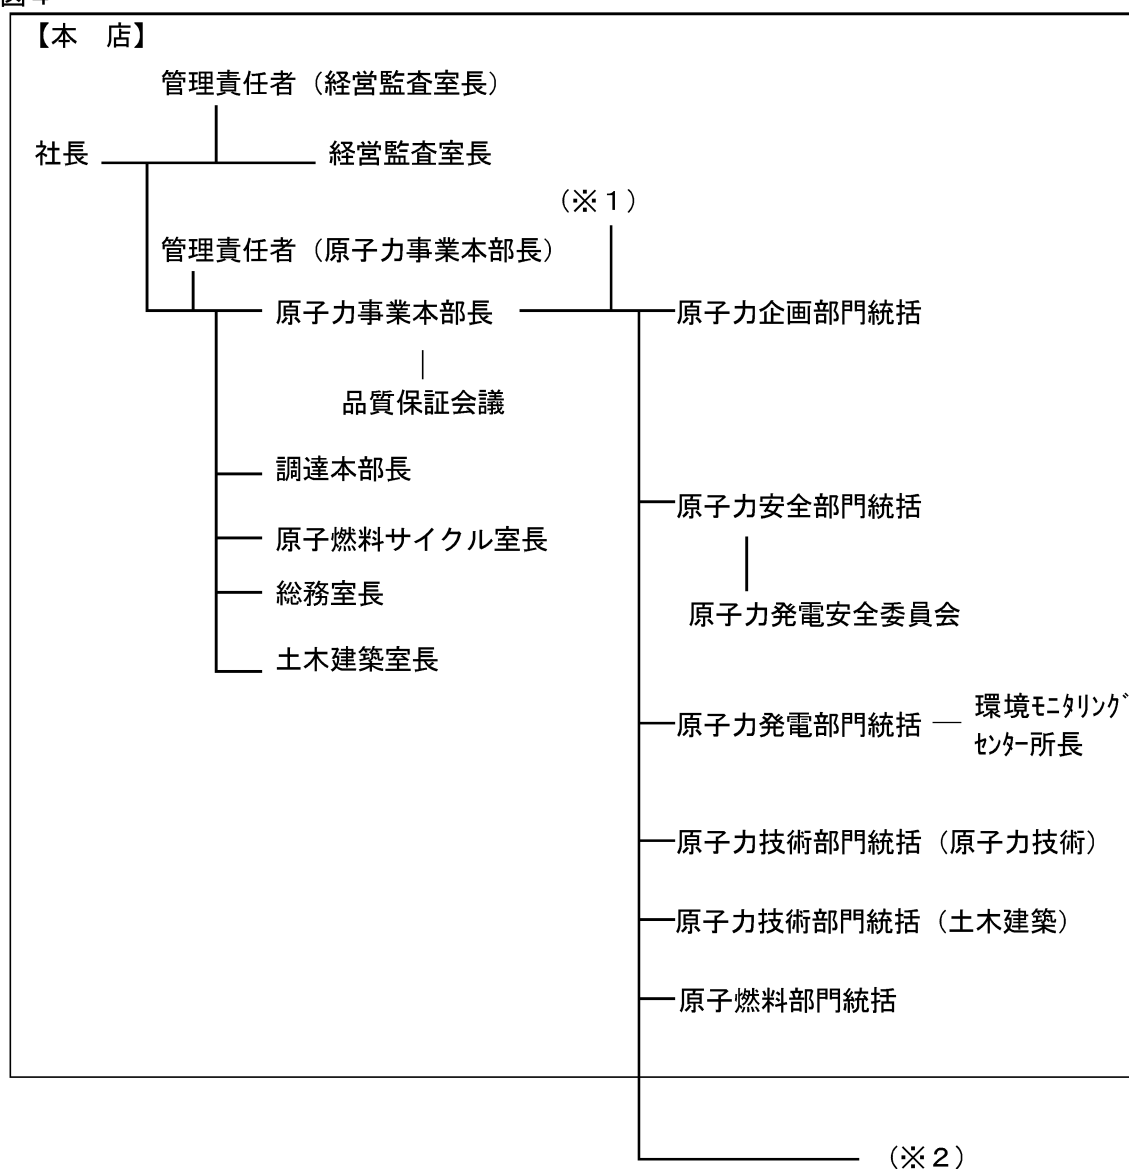 図4
【本　店】
管理責任者（経営監査室長）
社長
経営監査室長
（※１）
管理責任者（原子力事業本部長）
原子力事業本部長
原子力企画部門統括
品質保証会議
調達本部長
原子力安全部門統括
原子燃料サイクル室長
総務室長
原子力発電安全委員会
土木建築室長
原子力発電部門統括
環境ﾓﾆﾀﾘﾝｸﾞ
ｾﾝﾀｰ所長
原子力技術部門統括（原子力技術）
原子力技術部門統括（土木建築）
原子燃料部門統括
（※２）